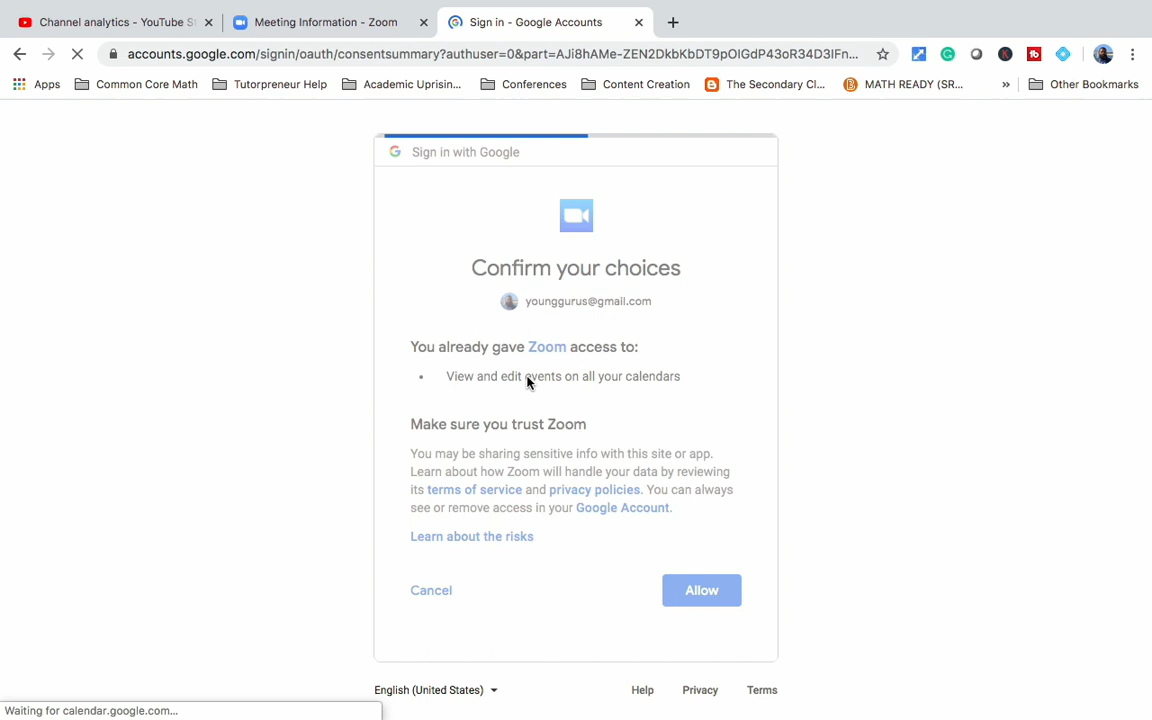 Channel analytics - YouTube St
Meeting Information - Zoom
Sign in - Google Accounts
accounts.google.com/signin/oauth/consentsummary?authuser=0&part=AJi8hAMe-ZEN2DkbKbDT9pOIGdP43oR34D3IFn...
Apps
Common Core Math
Tutorpreneur Help
Academic Uprisin...
Conferences
Content Creation
The Secondary Cl...
MATH READY (SR...
»
Other Bookmarks
Sign in with Google
Confirm your choices
younggurus@gmail.com
You already gave Zoom access to:
• View and edit events on all your calendars
Make sure you trust Zoom
You may be sharing sensitive info with this site or app.
Learn about how Zoom will handle your data by reviewing
its terms of service and privacy policies. You can always
see or remove access in your Google Account.
Learn about the risks
Cancel
Allow
English (United States)
Help
Privacy
Terms
Waiting for calendar.google.com...